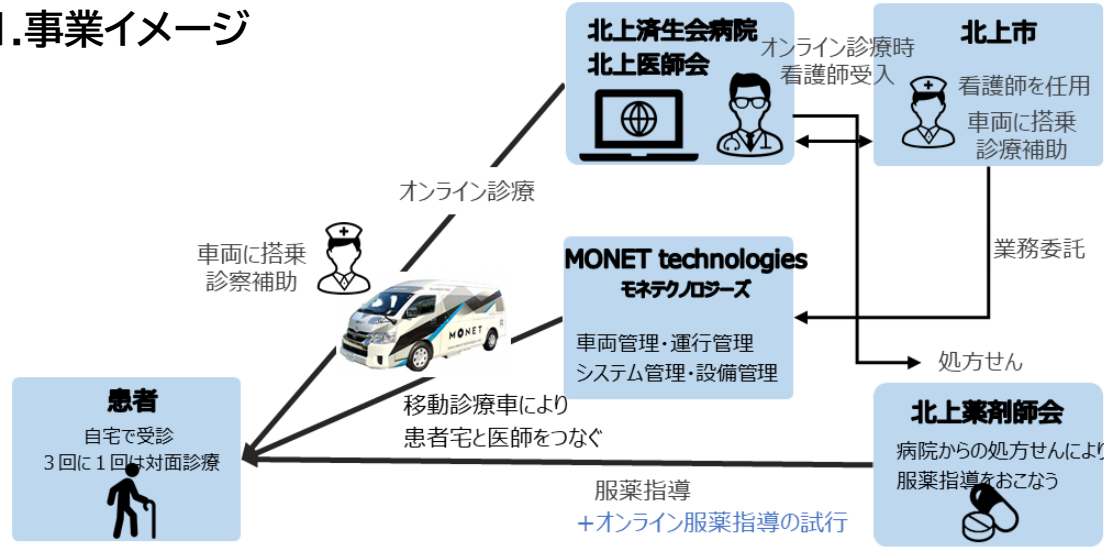 1.事業イメージ
北上済生会病院
北上医師会
オンライン診療時
看護師受入
北上市
看護師を任用
車両に搭乗
診療補助
オンライン診療
車両に搭乗
診察補助
MONET
MONET technologies
モネテクノロジーズ
車両管理・運行管理
システム管理・設備管理
業務委託
処方せん
患者
自宅で受診
3回に1回は対面診療
移動診療車により
患者宅と医師をつなぐ
北上薬剤師会
病院からの処方せんにより
服薬指導をおこなう
服薬指導
+オンライン服薬指導の試行